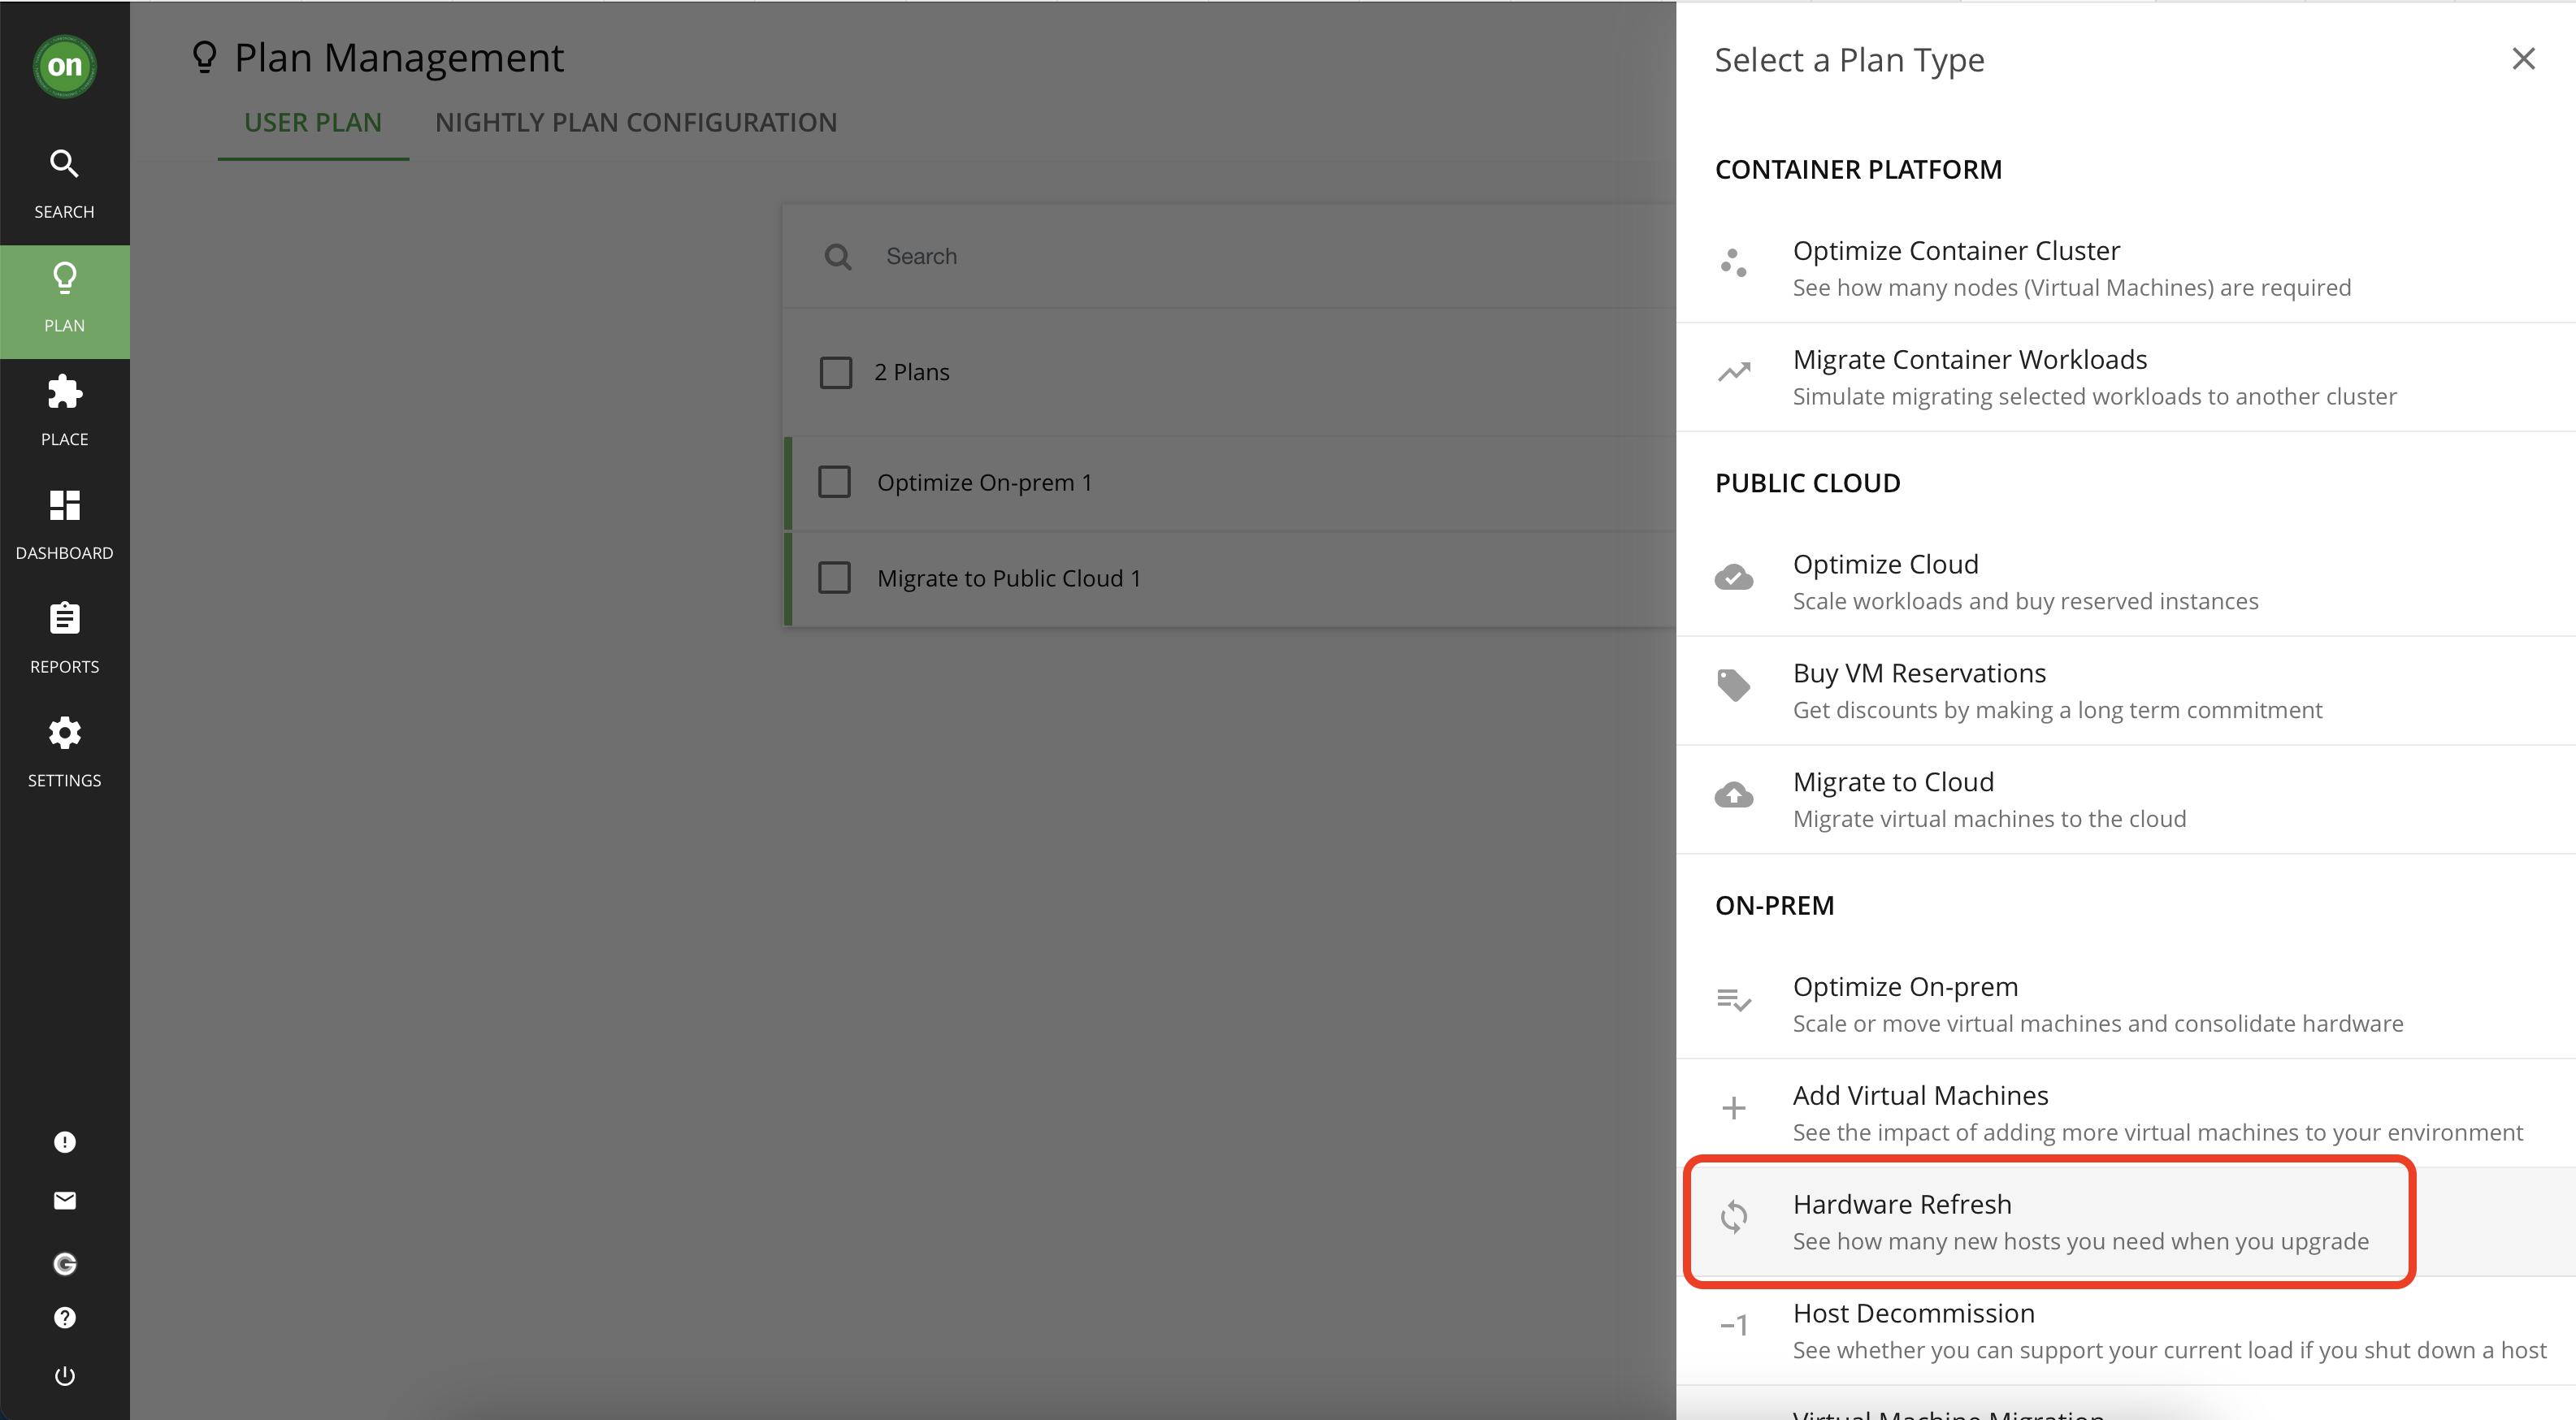 on
SEARCH
PLAN
PLACE
DASHBOARD
REPORTS
SETTINGS
Plan Management
USER PLAN
NIGHTLY PLAN CONFIGURATION
Search
2 Plans
Optimize On-prem 1
Migrate to Public Cloud 1
Select a Plan Type
CONTAINER PLATFORM
Optimize Container Cluster
See how many nodes (Virtual Machines) are required
Migrate Container Workloads
Simulate migrating selected workloads to another cluster
PUBLIC CLOUD
Optimize Cloud
Scale workloads and buy reserved instances
Buy VM Reservations
Get discounts by making a long term commitment
Migrate to Cloud
Migrate virtual machines to the cloud
ON-PREM
Optimize On-prem
Scale or move virtual machines and consolidate hardware
Add Virtual Machines
See the impact of adding more virtual machines to your environment
Hardware Refresh
See how many new hosts you need when you upgrade
-1
Host Decommission
See whether you can support your current load if you shut down a host
Virtual Machine Migration